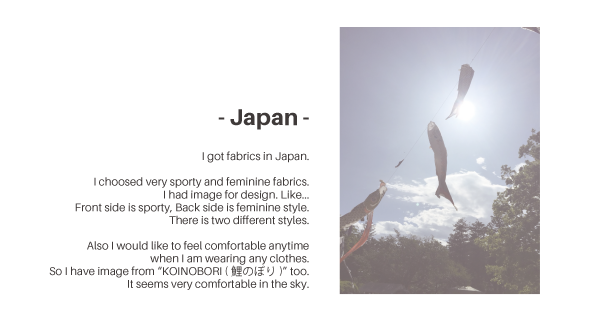 - Japan -
I got fabrics in Japan.
I choosed very sporty and feminine fabrics.
I had image for design. Like...
Front side is sporty, Back side is feminine style.
There is two different styles.
Also I would like to feel comfortable anytime
when I am wearing any clothes.
So I have image from “KOINOBORI ( 鯉のぼり )” too.
It seems very comfortable in the sky.